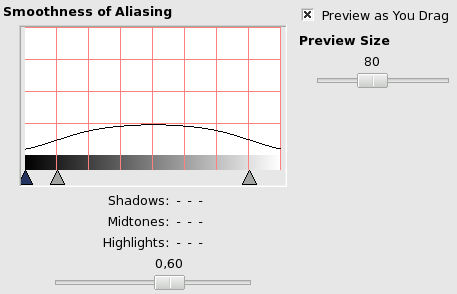 Smoothness of Aliasing
Preview as You Drag
Preview Size
80
Shadows: - - -
Midtones: - - -
Highlights: - - -
0,60